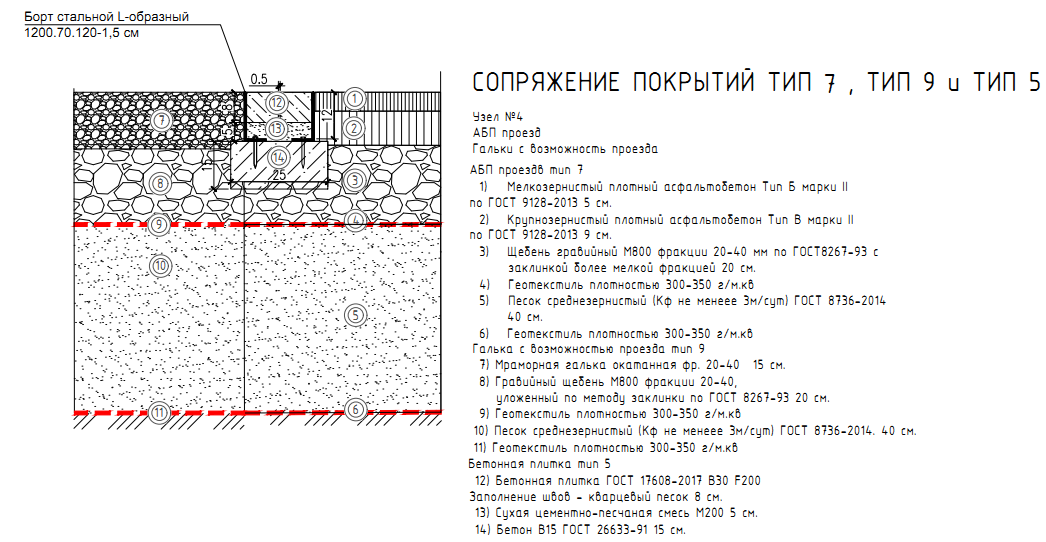 Борт стальной L-образный
1200.70.120-1,5 см
СОПРЯЖЕНИЕ ПОКРЫТИЙ ТИП 7 , ТИП 9 и ТИП 5
Узел №4
АБП проезд
Гальки с возможность проезда
АБП проездв тип 7
1) Мелкозернистый плотный асфальтобетон Тип Б марки II
по ГОСТ 9128-2013 5 см.
2) Крупнозернистый плотный асфальтобетон Тип В марки II
по ГОСТ 9128-2013 9 см.
3) Щебень гравийный М800 фракции 20-40 мм по ГОСТ8267-93 с
заклинкой более мелкой фракцией 20 см.
4) Геотекстиль плотностью 300-350 г/м.кв
5) Песок среднезернистый (Кф не менеее 3м/сут) ГОСТ 8736-2014
40 см.
6) Геотекстиль плотностью 300-350 г/м.кв
Галька с возможностью проезда тип 9
7) Мраморная галька окатанная фр. 20-40 15 см.
8) Гравийный щебень М800 фракции 20-40,
уложенный по методу заклинки по ГОСТ 8267-93 20 см.
9) Геотекстиль плотностью 300-350 г/м.кв
10) Песок среднезернистый (Кф не менеее 3м/сут) ГОСТ 8736-2014. 40 см.
11) Геотекстиль плотностью 300-350 г/м.кв
Бетонная плитка тип 5
12) Бетонная плитка ГОСТ 17608-2017 В30 F200
Заполнение швов - кварцевый песок 8 см.
13) Сухая цементно-песчаная смесь М200 5 см.
14) Бетон В15 ГОСТ 26633-91 15 см.
0.5
12
1
8
12
7
5
13
2
14
15
25
8
3
9
4
10
5
11
6